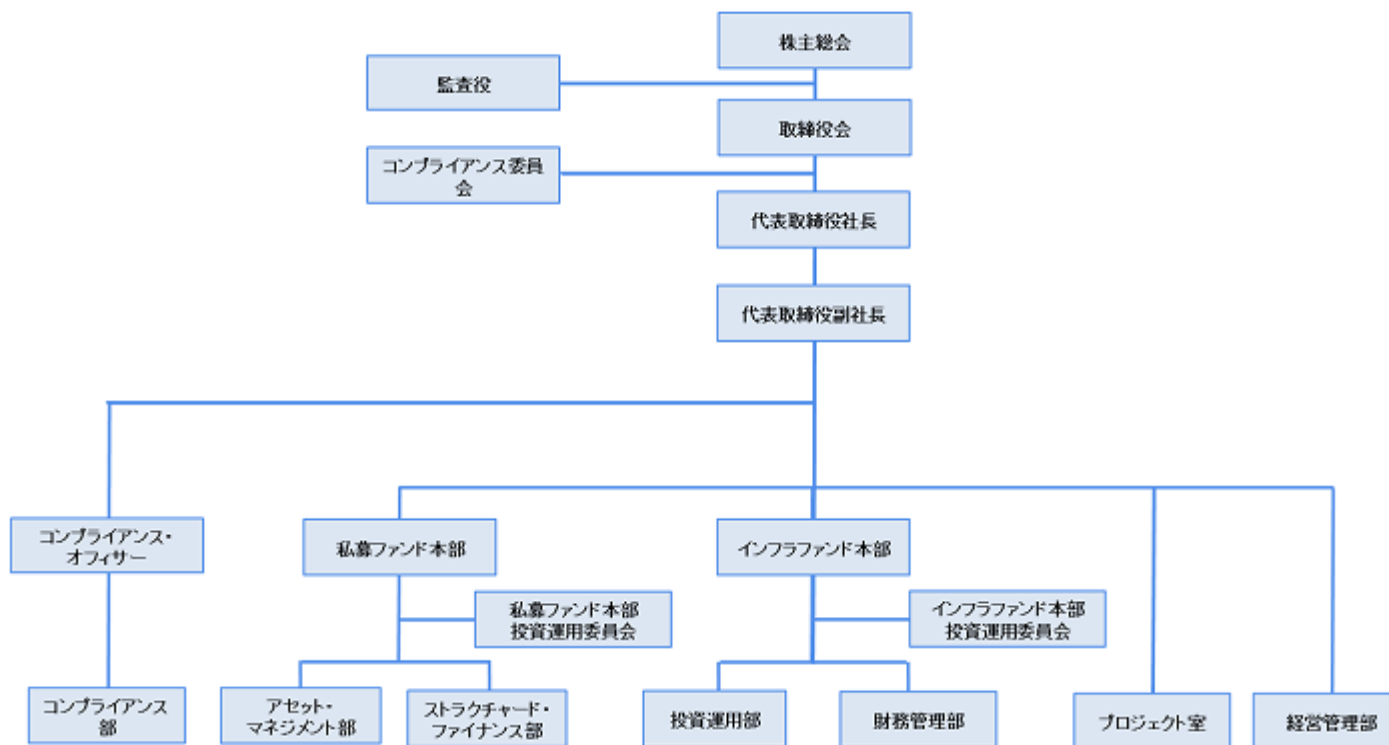 株主総会
監査役
取締役会
コンプライアンス委員
会
代表取締役社長
代表取締役副社長
コンプライアンス・
オフィサー
私募ファンド本部
インフラファンド本部
私募ファンド本部
投資運用委員会
インフラファンド本部
投資運用委員会
コンプライアンス
部
アセット・
マネジメント部
ストラクチャード・
ファイナンス部
投資運用部
財務管理部
プロジェクト室
経営管理部